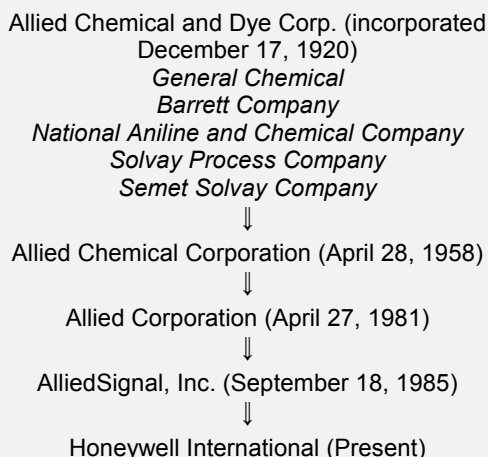 Allied Chemical and Dye Corp. (incorporated
December 17, 1920)
General Chemical
Barrett Company
National Aniline and Chemical Company
Solvay Process Company
Semet Solvay Company
⇓
Allied Chemical Corporation (April 28, 1958)
⇓
Allied Corporation (April 27, 1981)
⇓
AlliedSignal, Inc. (September 18, 1985)
⇓
Honeywell International (Present)